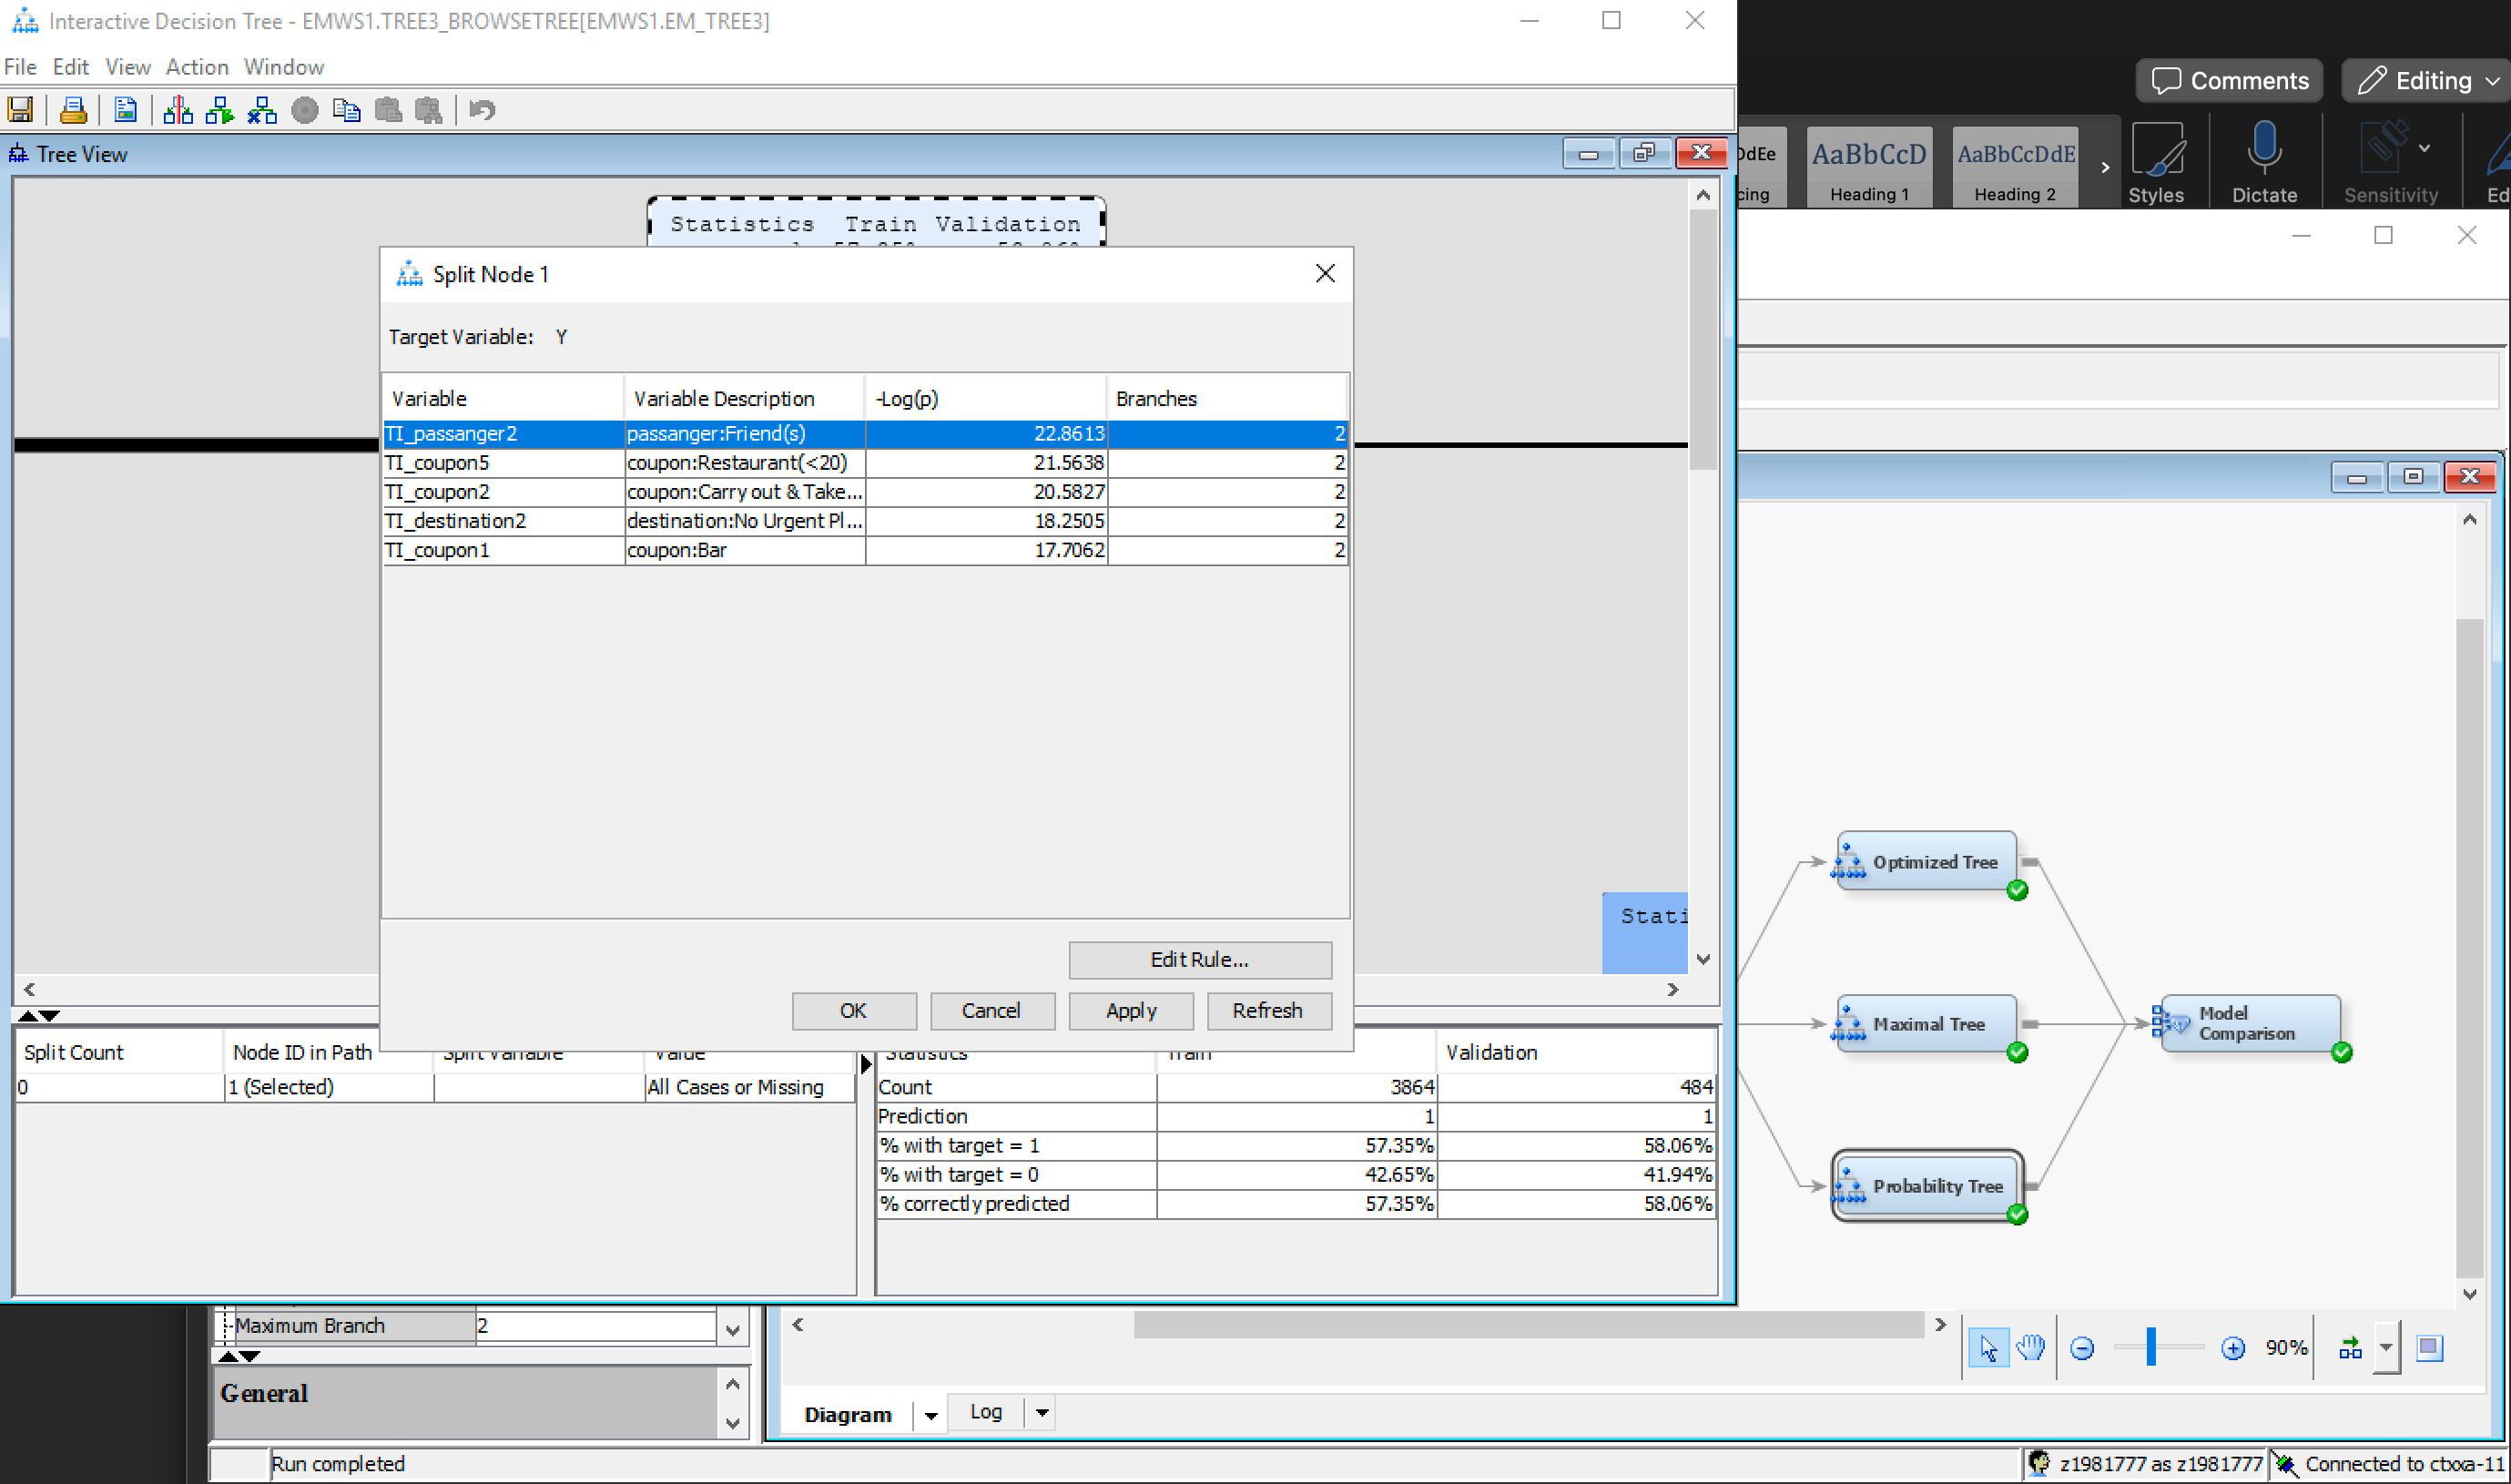 Interactive Decision Tree - EMWS1.TREE3_BROWSETREE[EMWS1.EM_TREE3]
File Edit View Action Window
Comments
Editing
Tree View
AaBbCcD
AaBbCcDdE
Heading 1
Heading 2
Styles
Dictate
Sensitivity
Statistics Train Validation
Split Node 1
Target Variable: Y
Variable Variable Description -Log(p) Branches
TI_passanger2 passanger:Friend(s) 22.8613 2
TI_coupon5 coupon:Restaurant(<20) 21.5638 2
TI_coupon2 coupon:Carry out & Take... 20.5827 2
TI_destination2 destination:No Urgent Pl... 18.2505 2
TI_coupon1 coupon:Bar 17.7062 2
Stati
Edit Rule...
OK Cancel Apply Refresh
Split Count Node ID in Path Split Variable Value
0 1 (Selected) All Cases or Missing
Statistics Train Validation
Count 3864 484
Prediction 1 1
% with target = 1 57.35% 58.06%
% with target = 0 42.65% 41.94%
% correctly predicted 57.35% 58.06%
Optimized Tree
Maximal Tree
Model
Comparison
Probability Tree
Maximum Branch 2
General
90%
Diagram Log
Run completed
z1981777 as z1981777 Connected to ctxxa-11